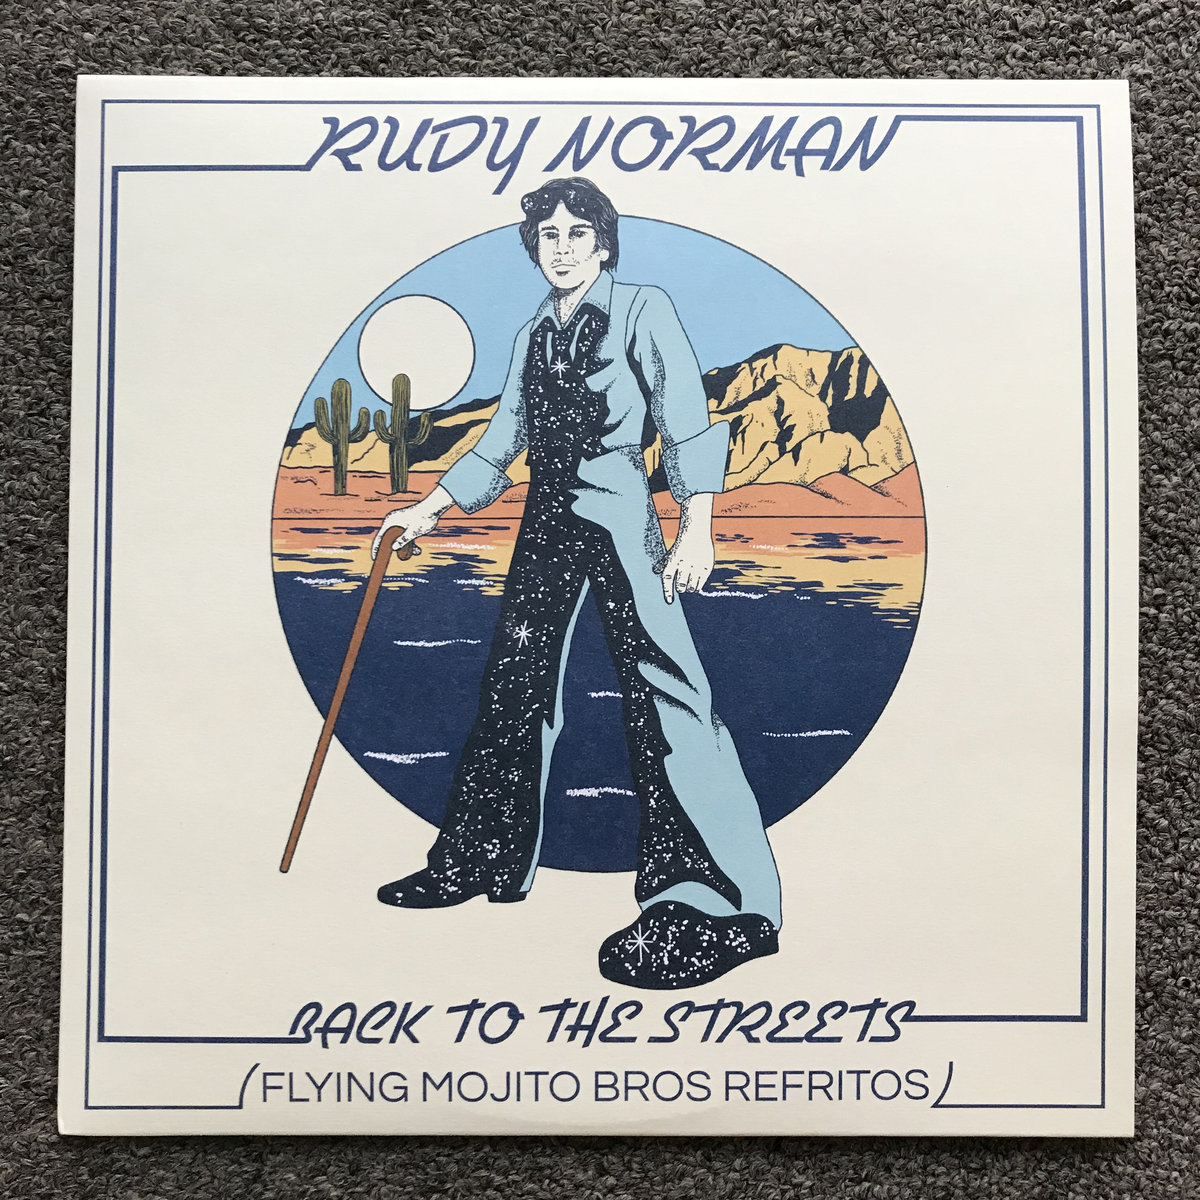 RUDY NORMAN
BACK TO THE STREETS
(FLYING MOJITO BROS REFRITOS)